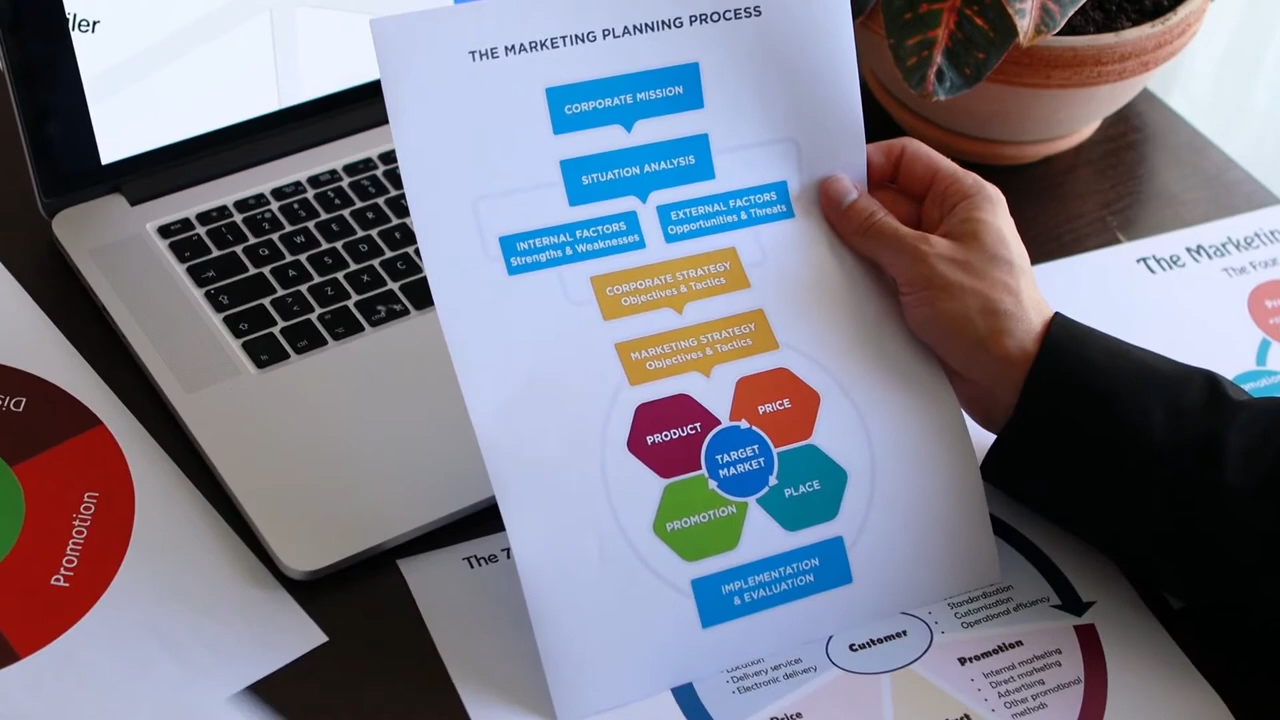 iler
THE MARKETING PLANNING PROCESS
CORPORATE MISSION
SITUATION ANALYSIS
INTERNAL FACTORS
Strengths & Weaknesses
EXTERNAL FACTORS
Opportunities & Threats
CORPORATE STRATEGY
Objectives & Tactics
MARKETING STRATEGY
Objectives & Tactics
PRODUCT
PRICE
TARGET
MARKET
PROMOTION
PLACE
IMPLEMENTATION
& EVALUATION
Dis
Promotion
The 7
The Marketin
The Four
Standardization
Customization
Operational efficiency
Customer
Location
• Delivery services
• Electronic delivery
Price
Promotion
• Internal marketing
• Direct marketing
• Advertising
• Other promotional
methods
Q
W
E
R
A
S
D
F
Z
X
C
fn